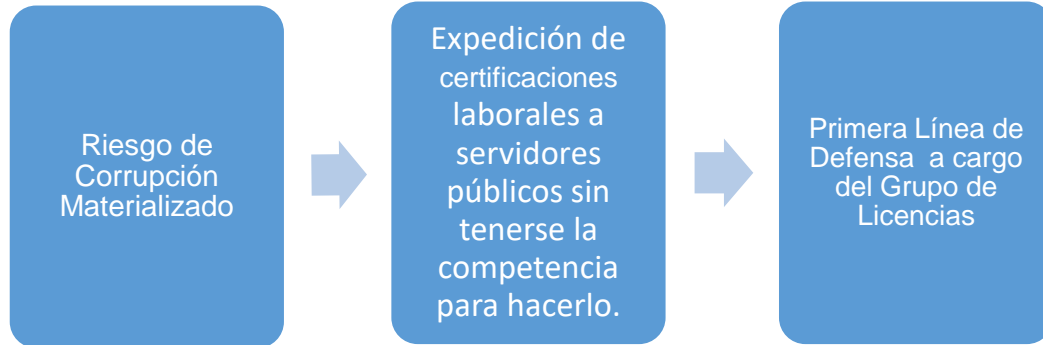 Riesgo de
Corrupción
Materializado
Expedición de
certificaciones
laborales a
servidores
públicos sin
tenerse la
competencia
para hacerlo.
Primera Línea de
Defensa a cargo
del Grupo de
Licencias